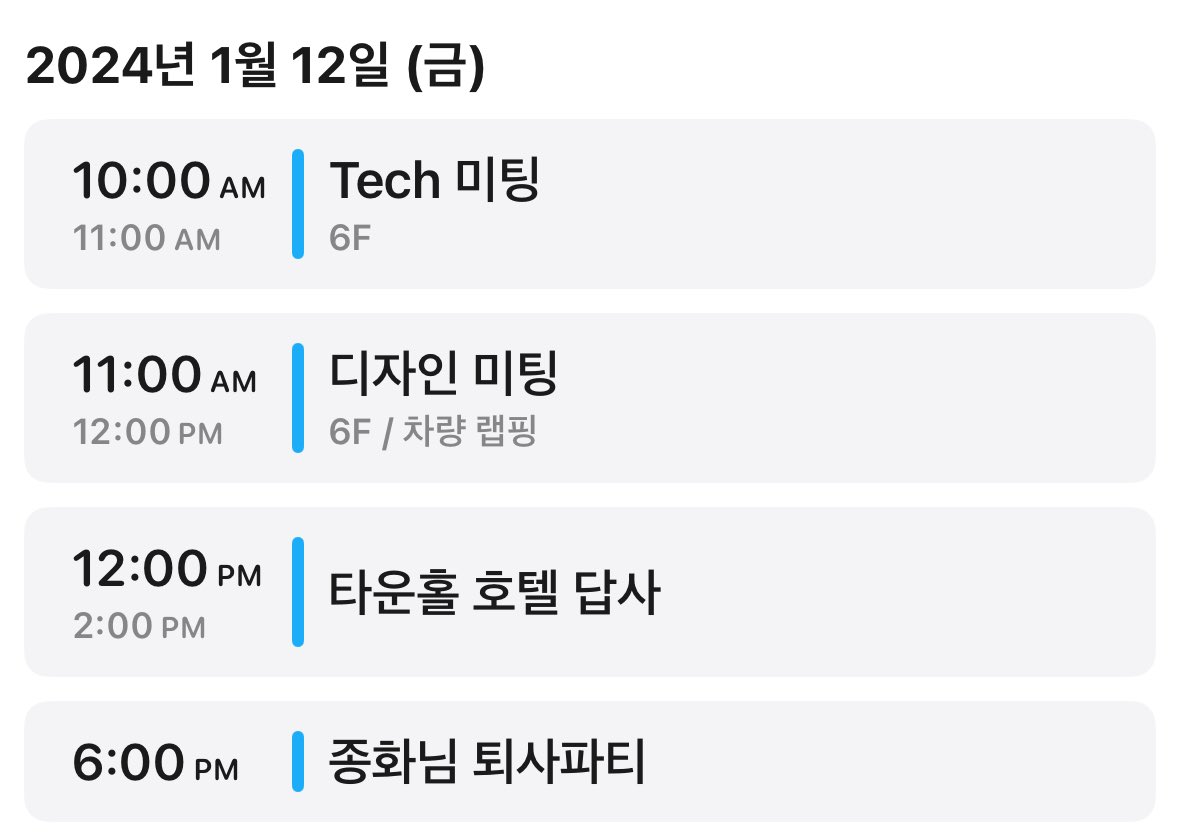 2024년 1월 12일 (금)
10:00 AM
11:00 AM
Tech 미팅
6F
11:00 AM
12:00 PM
디자인 미팅
6F / 차량 랩핑
12:00 PM
2:00 PM
타운홀 호텔 답사
6:00 PM
종화님 퇴사파티